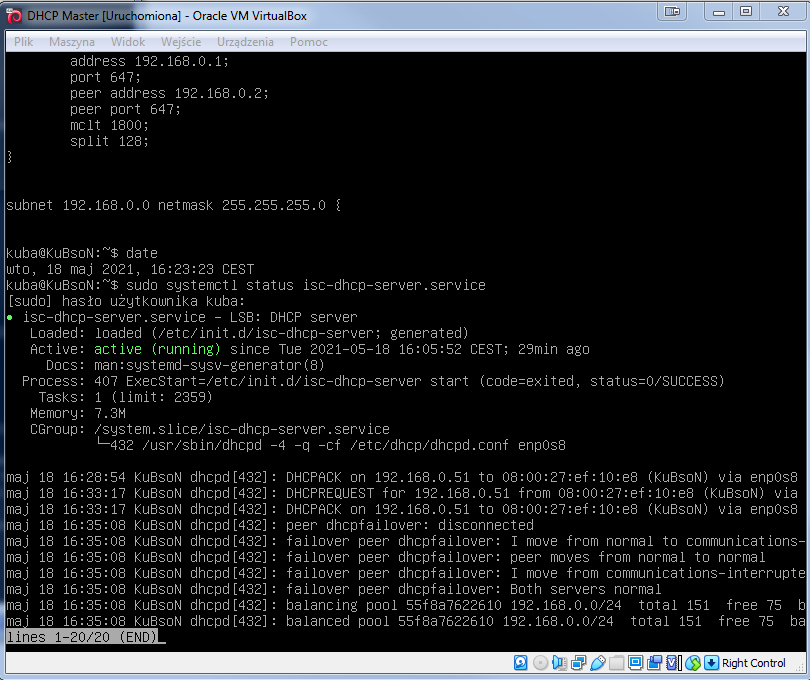 DHCP Master [Uruchomiona] - Oracle VM VirtualBox
Plik Maszyna Widok Wejście Urządzenia Pomoc
address 192.168.0.1;
port 647;
peer address 192.168.0.2;
peer port 647;
mclt 1800;
split 128;
}
subnet 192.168.0.0 netmask 255.255.255.0 {
kuba@KuBsoN:~$ date
wto, 18 maj 2021, 16:23:23 CEST
kuba@KuBsoN:~$ sudo systemctl status isc-dhcp-server.service
[sudo] hasło użytkownika kuba:
● isc-dhcp-server.service - LSB: DHCP server
Loaded: loaded (/etc/init.d/isc-dhcp-server; generated)
Active: active (running) since Tue 2021-05-18 16:05:52 CEST; 29min ago
Docs: man:systemd-sysv-generator(8)
Process: 407 ExecStart=/etc/init.d/isc-dhcp-server start (code=exited, status=0/SUCCESS)
Tasks: 1 (limit: 2359)
Memory: 7.3M
CGroup: /system.slice/isc-dhcp-server.service
└─432 /usr/sbin/dhcpd -4 -q -cf /etc/dhcp/dhcpd.conf enp0s8
maj 18 16:28:54 KuBsoN dhcpd[432]: DHCPACK on 192.168.0.51 to 08:00:27:ef:10:e8 (KuBsoN) via enp0s8
maj 18 16:33:17 KuBsoN dhcpd[432]: DHCPREQUEST for 192.168.0.51 from 08:00:27:ef:10:e8 (KuBsoN) via
maj 18 16:33:17 KuBsoN dhcpd[432]: DHCPACK on 192.168.0.51 to 08:00:27:ef:10:e8 (KuBsoN) via enp0s8
maj 18 16:35:08 KuBsoN dhcpd[432]: peer dhcpfailover: disconnected
maj 18 16:35:08 KuBsoN dhcpd[432]: failover peer dhcpfailover: I move from normal to communications-
maj 18 16:35:08 KuBsoN dhcpd[432]: failover peer dhcpfailover: peer moves from normal to normal
maj 18 16:35:08 KuBsoN dhcpd[432]: failover peer dhcpfailover: I move from communications-interrupte
maj 18 16:35:08 KuBsoN dhcpd[432]: failover peer dhcpfailover: Both servers normal
maj 18 16:35:08 KuBsoN dhcpd[432]: balancing pool 55f8a7622610 192.168.0.0/24 total 151 free 75 ba
maj 18 16:35:08 KuBsoN dhcpd[432]: balanced pool 55f8a7622610 192.168.0.0/24 total 151 free 75 ba
lines 1-20/20 (END)
Right Control